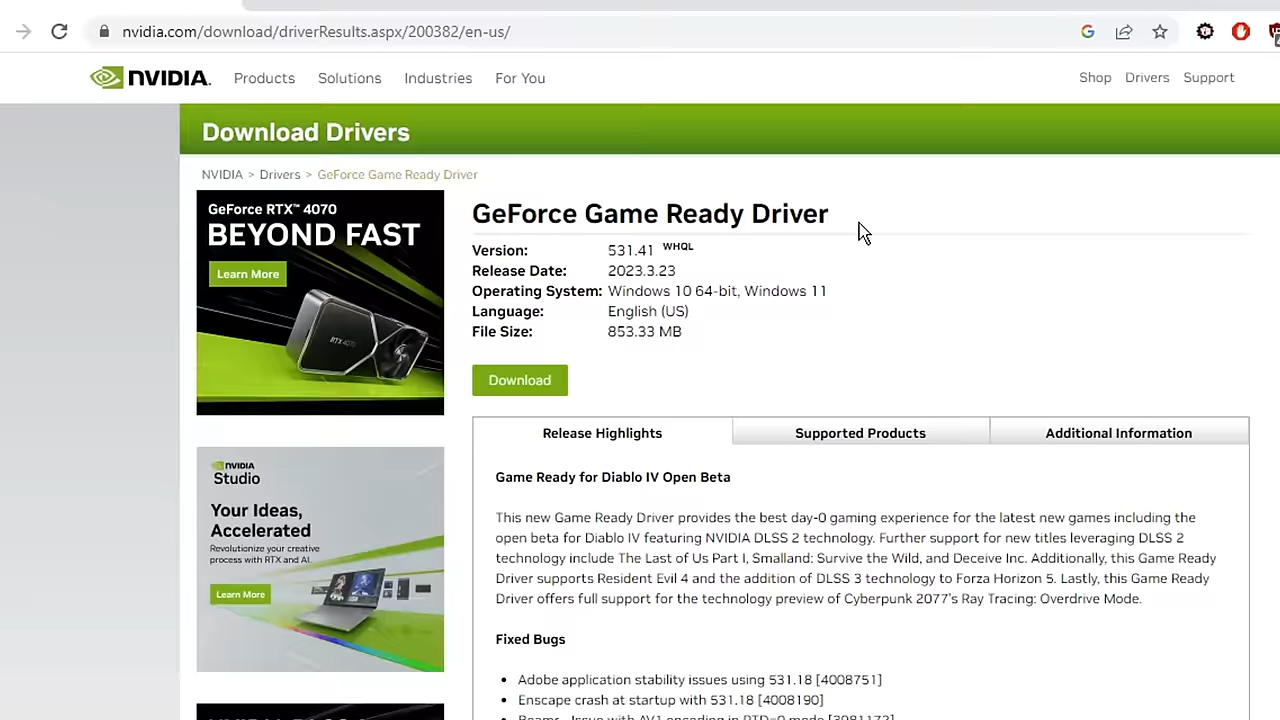 nvidia.com/download/driverResults.aspx/200382/en-us/
NVIDIA.
Products
Solutions
Industries
For You
Shop
Drivers
Support
Download Drivers
NVIDIA > Drivers > GeForce Game Ready Driver
GeForce RTX™ 4070
BEYOND FAST
Learn More
RTX 4070
GeForce Game Ready Driver
Version: 531.41 WHQL
Release Date: 2023.3.23
Operating System: Windows 10 64-bit, Windows 11
Language: English (US)
File Size: 853.33 MB
Download
Release Highlights
Supported Products
Additional Information
NVIDIA
Studio
Your Ideas,
Accelerated
Revolutionize your creative
process with RTX and AI.
Learn More
Game Ready for Diablo IV Open Beta
This new Game Ready Driver provides the best day-0 gaming experience for the latest new games including the
open beta for Diablo IV featuring NVIDIA DLSS 2 technology. Further support for new titles leveraging DLSS 2
technology include The Last of Us Part I, Smalland: Survive the Wild, and Deceive Inc. Additionally, this Game Ready
Driver supports Resident Evil 4 and the addition of DLSS 3 technology to Forza Horizon 5. Lastly, this Game Ready
Driver offers full support for the technology preview of Cyberpunk 2077's Ray Tracing: Overdrive Mode.
Fixed Bugs
• Adobe application stability issues using 531.18 [4008751]
• Enscape crash at startup with 531.18 [4008190]